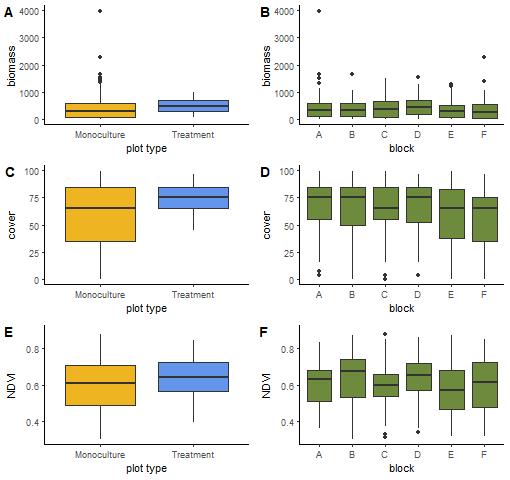 A
B
biomass
4000
3000
2000
1000
0
Monoculture
Treatment
plot type
biomass
4000
3000
2000
1000
0
A
B
C
D
E
F
block
C
D
cover
100
75
50
25
0
Monoculture
Treatment
plot type
cover
100
75
50
25
0
A
B
C
D
E
F
block
E
F
NDVI
0.8
0.6
0.4
Monoculture
Treatment
plot type
NDVI
0.8
0.6
0.4
A
B
C
D
E
F
block